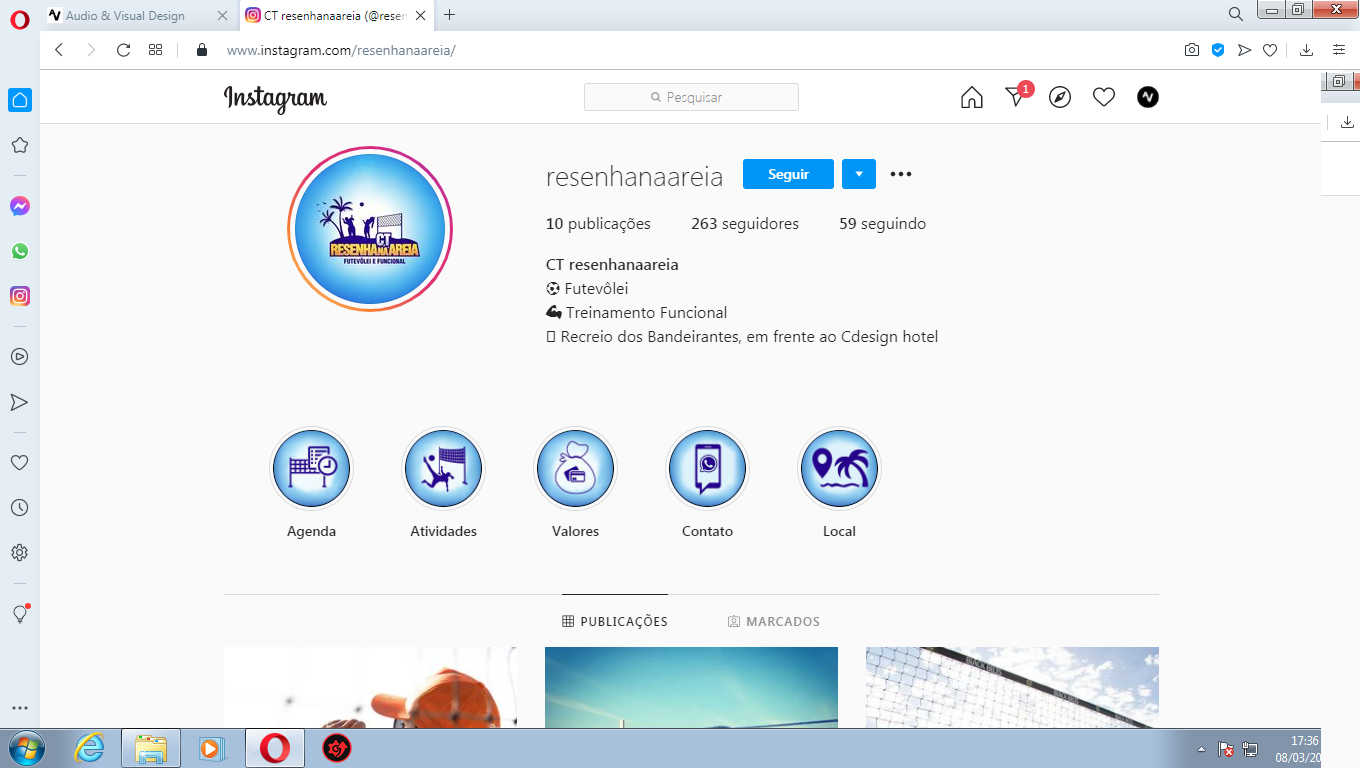 Audio & Visual Design
CT resenhanaareia (@reser
www.instagram.com/resenhanaareia/
Instagram
Pesquisar
1
resenhanaareia
Seguir
10 publicações 263 seguidores 59 seguindo
CT resenhanaareia
Futevôlei
Treinamento Funcional
Recreio dos Bandeirantes, em frente ao Cdesign hotel
CT
RESENHA NA AREIA
FUTEVÔLEI E FUNCIONAL
Agenda
Atividades
Valores
Contato
Local
PUBLICAÇÕES
MARCADOS
17:36
08/03/20